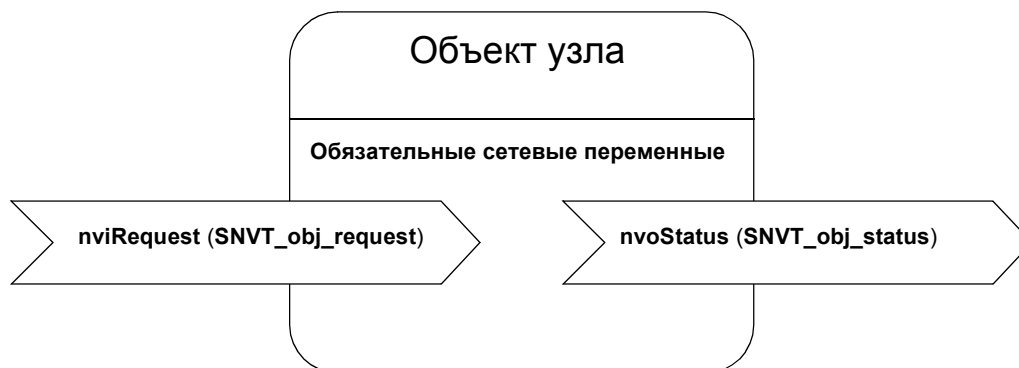 Объект узла
Обязательные сетевые переменные
nviRequest (SNVT_obj_request)
nvoStatus (SNVT_obj_status)